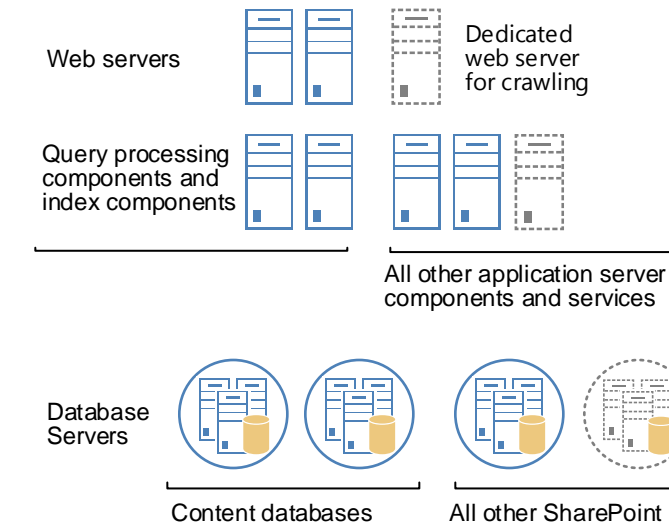 Web servers
Dedicated
web server
for crawling
Query processing
components and
index components
All other application server
components and services
Database
Servers
Content databases
All other SharePoint